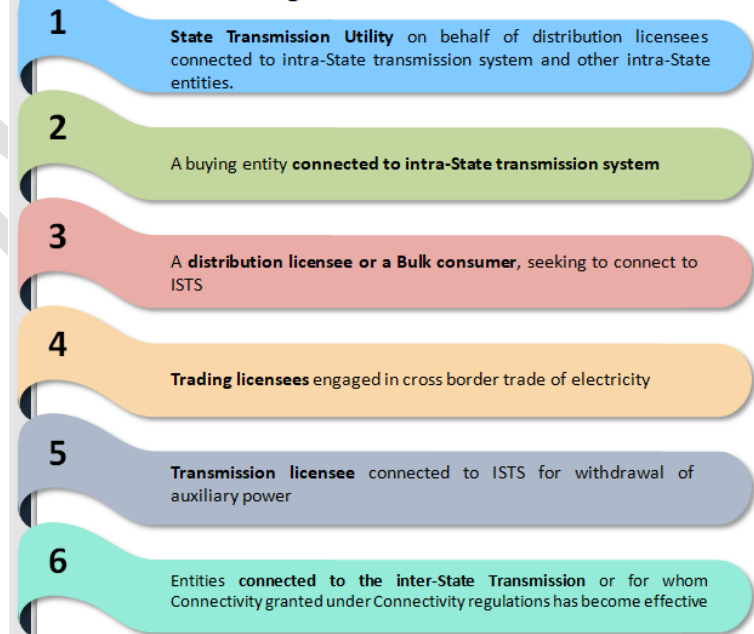 1
State Transmission Utility on behalf of distribution licensees
connected to intra-State transmission system and other intra-State
entities.
2
A buying entity connected to intra-State transmission system
3
A distribution licensee or a Bulk consumer, seeking to connect to
ISTS
4
Trading licensees engaged in cross border trade of electricity
5
Transmission licensee connected to ISTS for withdrawal of
auxiliary power
6
Entities connected to the inter-State Transmission or for whom
Connectivity granted under Connectivity regulations has become effective